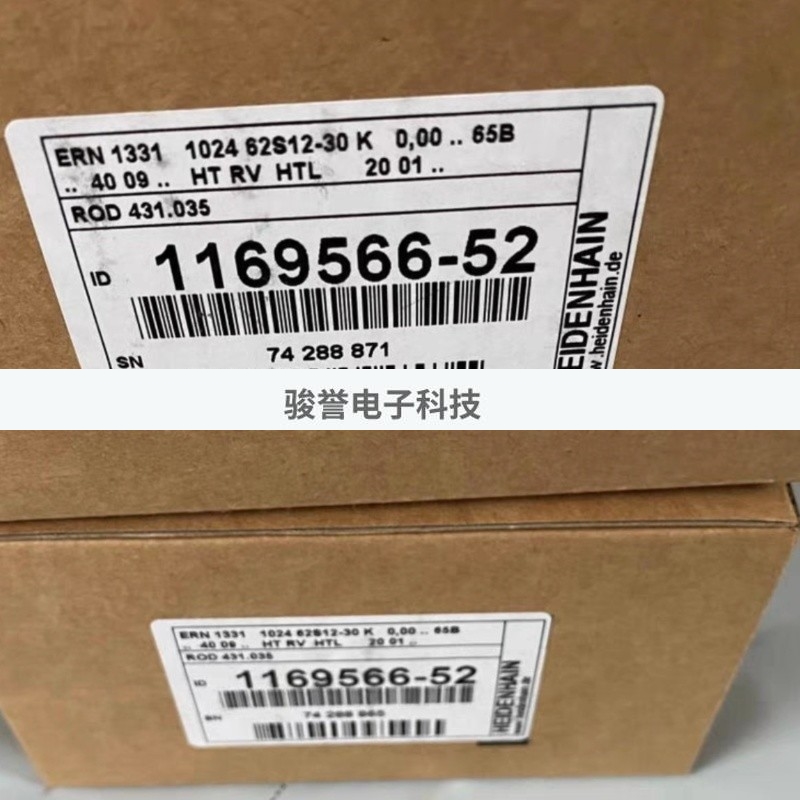 ERN 1331 1024 62S12-30 K 0,00 .. 65B
.. 40 09 .. HT RV HTL 20 01 ..
ROD 431.035
ID 1169566-52
SN 74 288 871
HEIDENHAIN
www.heidenhain.de
骏誉电子科技
ERN 1331 1024 62S12-30 K 0,00 .. 65B
.. 40 09 .. HT RV HTL 20 01 ..
ROD 431.035
ID 1169566-52
SN
HEIDENHAIN
www.heidenhain.de